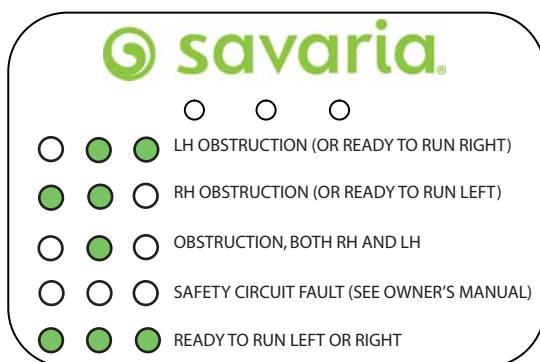 savaria.
LH OBSTRUCTION (OR READY TO RUN RIGHT)
RH OBSTRUCTION (OR READY TO RUN LEFT)
OBSTRUCTION, BOTH RH AND LH
SAFETY CIRCUIT FAULT (SEE OWNER'S MANUAL)
READY TO RUN LEFT OR RIGHT